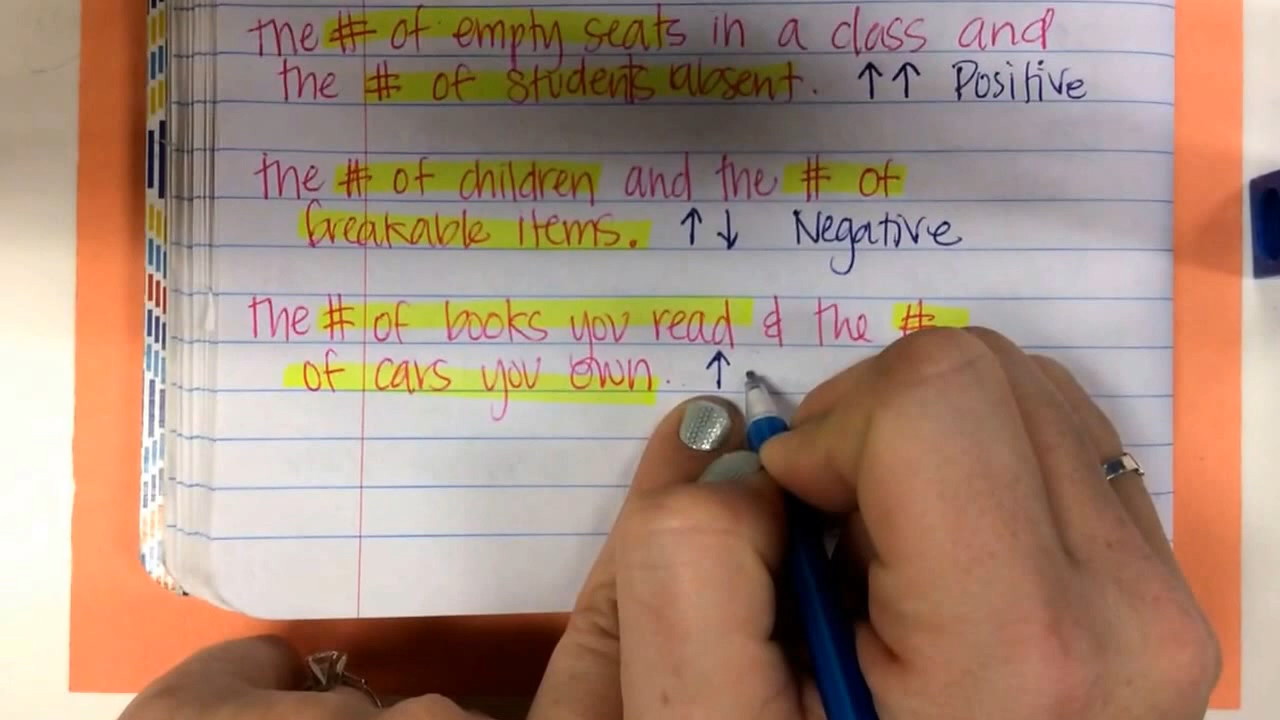 the # of empty seats in a class and
the # of students absent. ↑↑ Positive
the # of children and the # of
breakable items. ↑↓ Negative
the # of books you read & the #
of cars you own. ↑